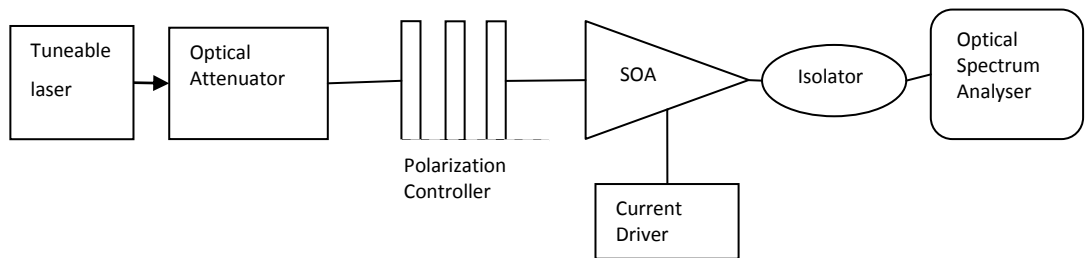 Tuneable
laser
Optical
Attenuator
Polarization
Controller
SOA
Current
Driver
Isolator
Optical
Spectrum
Analyser